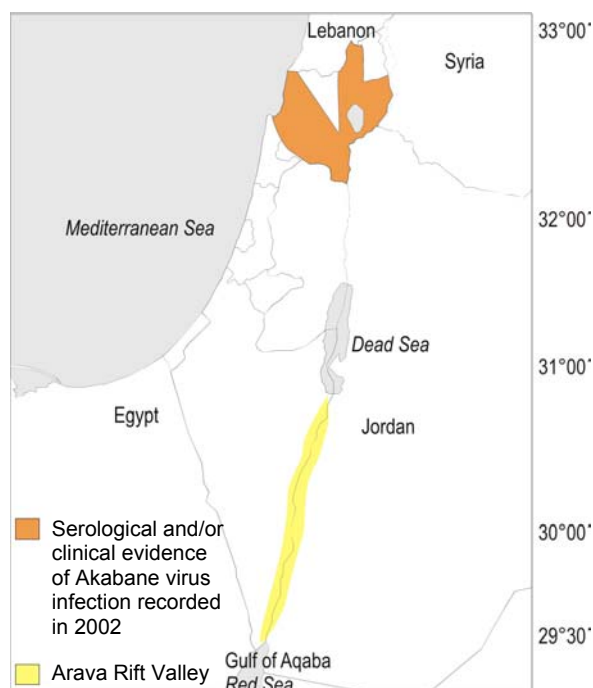 Lebanon
33°00'
Syria
Mediterranean Sea
32°00'
Dead Sea
31°00'
Egypt
Jordan
Serological and/or
clinical evidence
of Akabane virus
infection recorded
in 2002
30°00'
29°30'
Arava Rift Valley
Gulf of Aqaba
Red Sea